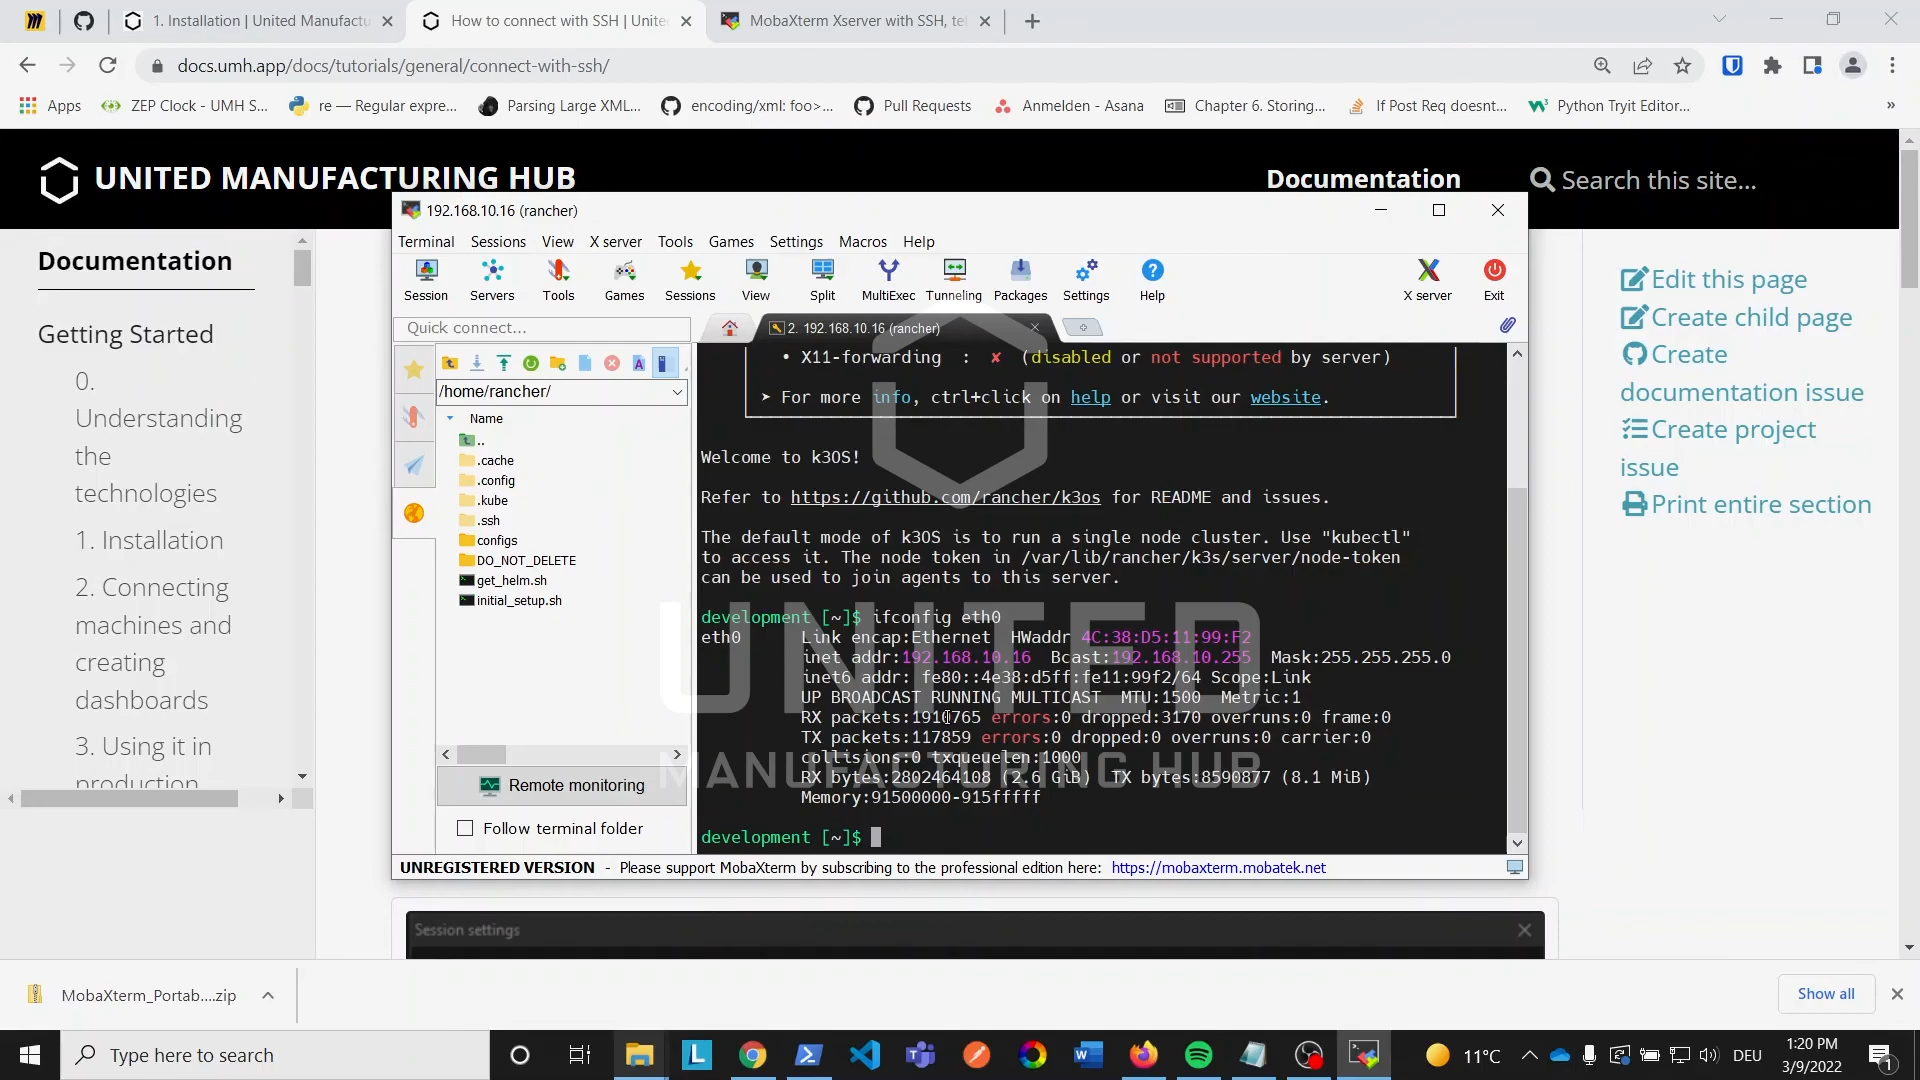 1. Installation | United Manufactu
How to connect with SSH | Unite
MobaXterm Xserver with SSH, tel
docs.umh.app/docs/tutorials/general/connect-with-ssh/
Apps
ZEP Clock - UMH S...
re — Regular expre...
Parsing Large XML...
encoding/xml: foo>...
Pull Requests
Anmelden - Asana
Chapter 6. Storing...
If Post Req doesnt...
Python Tryit Editor...
»
UNITED MANUFACTURING HUB
Documentation
Search this site...
Documentation
Getting Started
0.
Understanding
the
technologies
1. Installation
2. Connecting
machines and
creating
dashboards
3. Using it in
production
192.168.10.16 (rancher)
Terminal Sessions View X server Tools Games Settings Macros Help
Session Servers Tools Games Sessions View Split MultiExec Tunneling Packages Settings Help X server Exit
Quick connect...
2. 192.168.10.16 (rancher)
/home/rancher/
Name
..
.cache
.config
.kube
.ssh
configs
DO_NOT_DELETE
get_helm.sh
initial_setup.sh
Remote monitoring
Follow terminal folder
• X11-forwarding : ✘ (disabled or not supported by server)
➤ For more info, ctrl+click on help or visit our website.
Welcome to k3OS!
Refer to https://github.com/rancher/k3os for README and issues.
The default mode of k3OS is to run a single node cluster. Use "kubectl"
to access it. The node token in /var/lib/rancher/k3s/server/node-token
can be used to join agents to this server.
development [~]$ ifconfig eth0
eth0 Link encap:Ethernet HWaddr 4C:38:D5:11:99:F2
inet addr:192.168.10.16 Bcast:192.168.10.255 Mask:255.255.255.0
inet6 addr: fe80::4e38:d5ff:fe11:99f2/64 Scope:Link
UP BROADCAST RUNNING MULTICAST MTU:1500 Metric:1
RX packets:1910765 errors:0 dropped:3170 overruns:0 frame:0
TX packets:117859 errors:0 dropped:0 overruns:0 carrier:0
collisions:0 txqueuelen:1000
RX bytes:2802464108 (2.6 GiB) TX bytes:8590877 (8.1 MiB)
Memory:91500000-915fffff
development [~]$
UNITED
MANUFACTURING HUB
UNREGISTERED VERSION - Please support MobaXterm by subscribing to the professional edition here: https://mobaxterm.mobatek.net
Edit this page
Create child page
Create
documentation issue
Create project
issue
Print entire section
Session settings
MobaXterm_Portab....zip
Show all
Type here to search
11°C
DEU
1:20 PM
3/9/2022
1